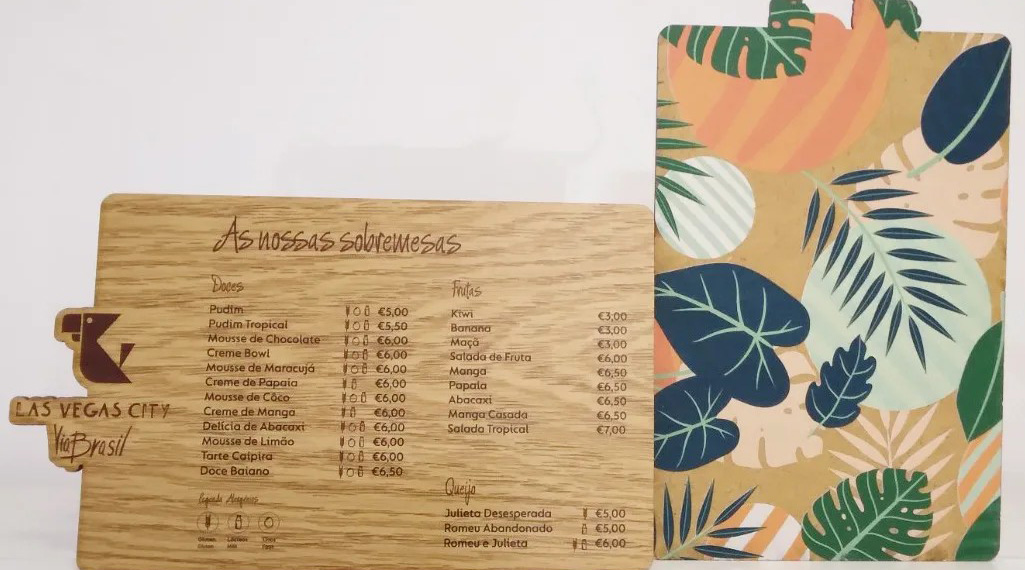 As nossas sobremesas
Doces
Pudim €5,00
Pudim Tropical €5,50
Mousse de Chocolate €6,00
Creme Bowl €6,00
Mousse de Maracujá €6,00
Creme de Papaia €6,00
Mousse de Côco €6,00
Creme de Manga €6,00
Delícia de Abacaxi €6,00
Mousse de Limão €6,00
Tarte Caipira €6,00
Doce Baiano €6,50
Frutas
Kiwi €3,00
Banana €3,00
Maçã €3,00
Salada de Fruta €6,00
Manga €6,50
Papaia €6,50
Abacaxi €6,50
Manga Casada €6,50
Salada Tropical €7,00
Queijo
Julieta Desesperada €5,00
Romeu Abandonado €5,00
Romeu e Julieta €6,00
LAS VEGAS CITY
Via Brasil